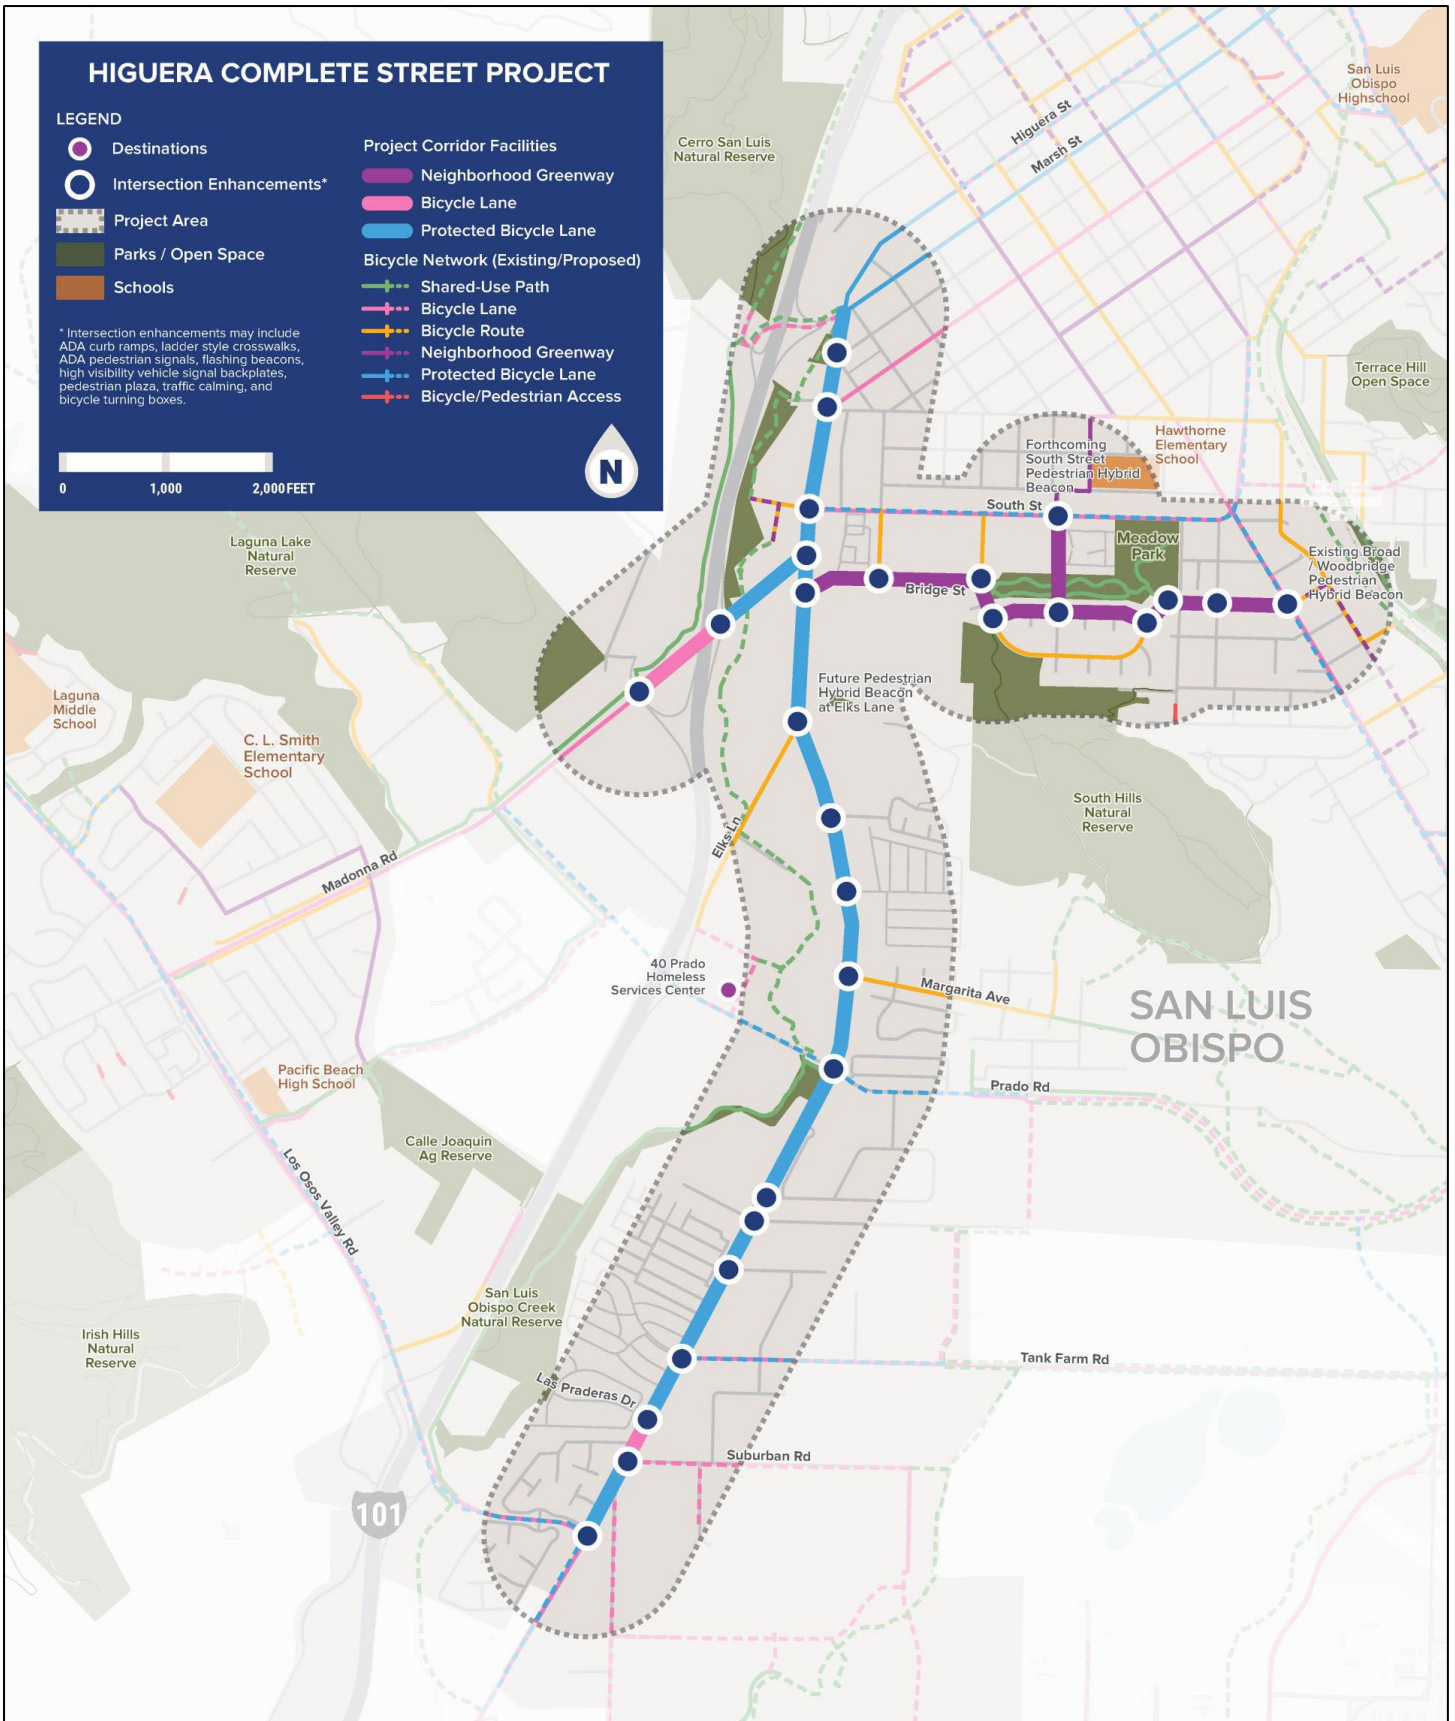 HIGUERA COMPLETE STREET PROJECT
LEGEND
Destinations
Intersection Enhancements*
Project Area
Parks / Open Space
Schools
* Intersection enhancements may include
ADA curb ramps, ladder style crosswalks,
ADA pedestrian signals, flashing beacons,
high visibility vehicle signal backplates,
pedestrian plaza, traffic calming, and
bicycle turning boxes.
Project Corridor Facilities
Neighborhood Greenway
Bicycle Lane
Protected Bicycle Lane
Bicycle Network (Existing/Proposed)
Shared-Use Path
Bicycle Lane
Bicycle Route
Neighborhood Greenway
Protected Bicycle Lane
Bicycle/Pedestrian Access
0 1,000 2,000 FEET
N
San Luis
Obispo
Highschool
Higuera St
Marsh St
Cerro San Luis
Natural Reserve
Terrace Hill
Open Space
Hawthorne
Elementary
School
Forthcoming
South Street
Pedestrian Hybrid
Beacon
South St
Meadow
Park
Existing Broad
/ Woodbridge
Pedestrian
Hybrid Beacon
Bridge St
Laguna Lake
Natural
Reserve
Future Pedestrian
Hybrid Beacon
at Elks Lane
Laguna
Middle
School
C. L. Smith
Elementary
School
South Hills
Natural
Reserve
Elks Ln
Madonna Rd
40 Prado
Homeless
Services Center
Margarita Ave
SAN LUIS
OBISPO
Pacific Beach
High School
Prado Rd
Calle Joaquin
Ag Reserve
Los Osos Valley Rd
San Luis
Obispo Creek
Natural Reserve
Irish Hills
Natural
Reserve
Tank Farm Rd
Las Praderas Dr
Suburban Rd
101